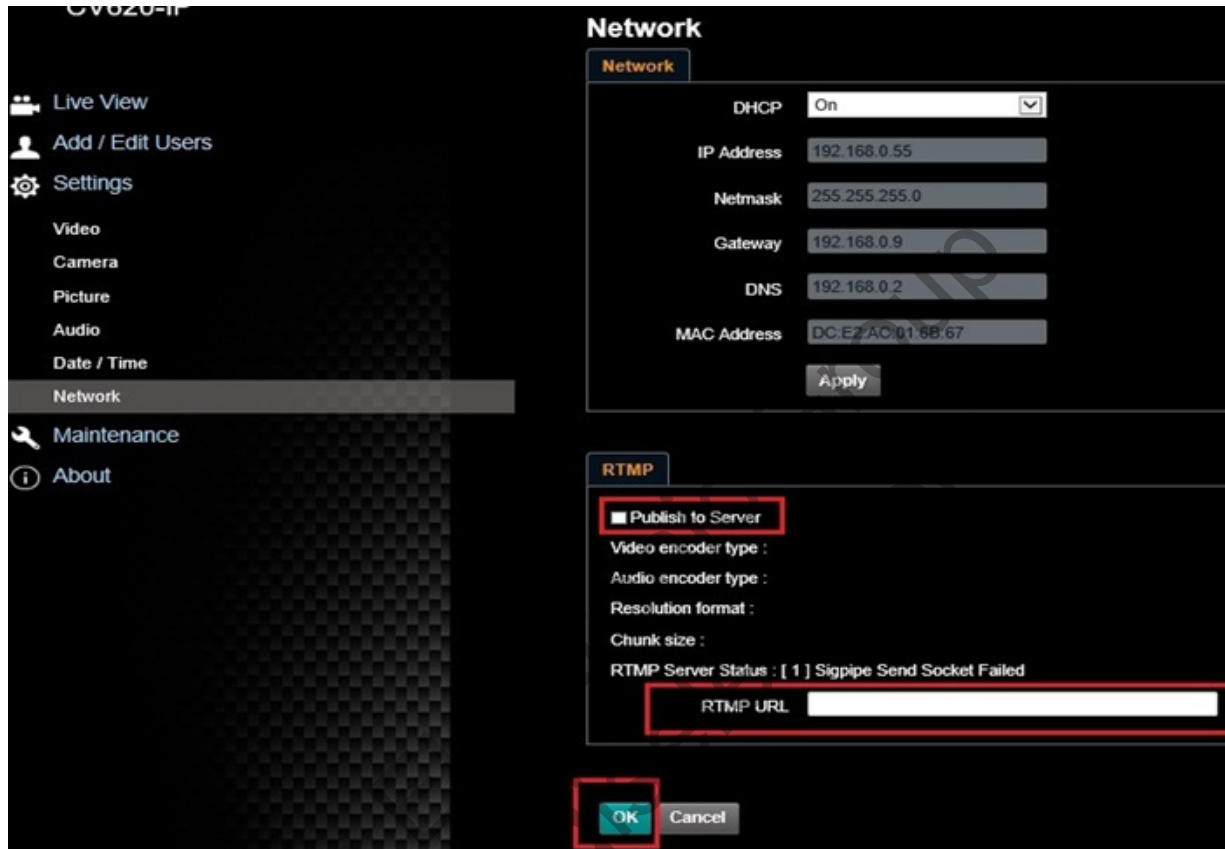 CV620-IP
Live View
Add / Edit Users
Settings
Video
Camera
Picture
Audio
Date / Time
Network
Maintenance
About
Network
Network
DHCP On
IP Address 192.168.0.55
Netmask 255.255.255.0
Gateway 192.168.0.9
DNS 192.168.0.2
MAC Address DC:E2:AC:01:6B:67
Apply
RTMP
Publish to Server
Video encoder type :
Audio encoder type :
Resolution format :
Chunk size :
RTMP Server Status : [ 1 ] Sigpipe Send Socket Failed
RTMP URL
OK Cancel